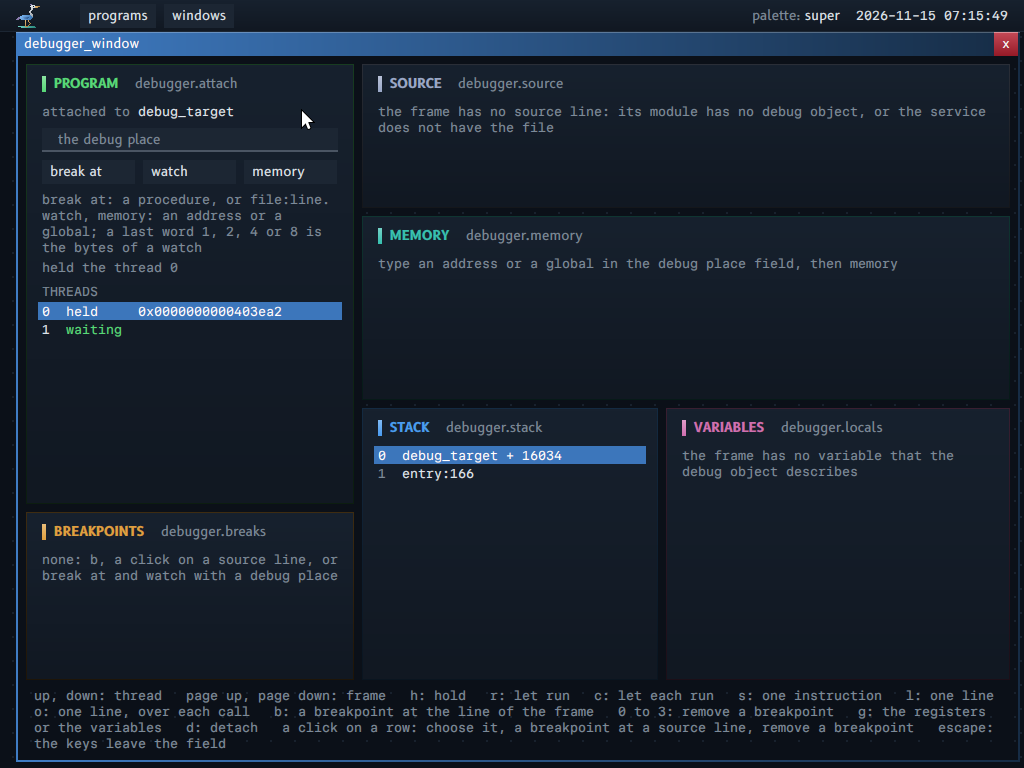 programs windows palette: super 2026-11-15 07:15:49
debugger_window x
PROGRAM debugger.attach
attached to debug_target
the debug place
break at watch memory
break at: a procedure, or file:line.
watch, memory: an address or a
global; a last word 1, 2, 4 or 8 is
the bytes of a watch
held the thread 0
THREADS
0 held 0x0000000000403ea2
1 waiting
BREAKPOINTS debugger.breaks
none: b, a click on a source line, or
break at and watch with a debug place
SOURCE debugger.source
the frame has no source line: its module has no debug object, or the service
does not have the file
MEMORY debugger.memory
type an address or a global in the debug place field, then memory
STACK debugger.stack
0 debug_target + 16034
1 entry:166
VARIABLES debugger.locals
the frame has no variable that the
debug object describes
up, down: thread page up, page down: frame h: hold r: let run c: let each run s: one instruction l: one line
o: one line, over each call b: a breakpoint at the line of the frame 0 to 3: remove a breakpoint g: the registers
or the variables d: detach a click on a row: choose it, a breakpoint at a source line, remove a breakpoint escape:
the keys leave the field